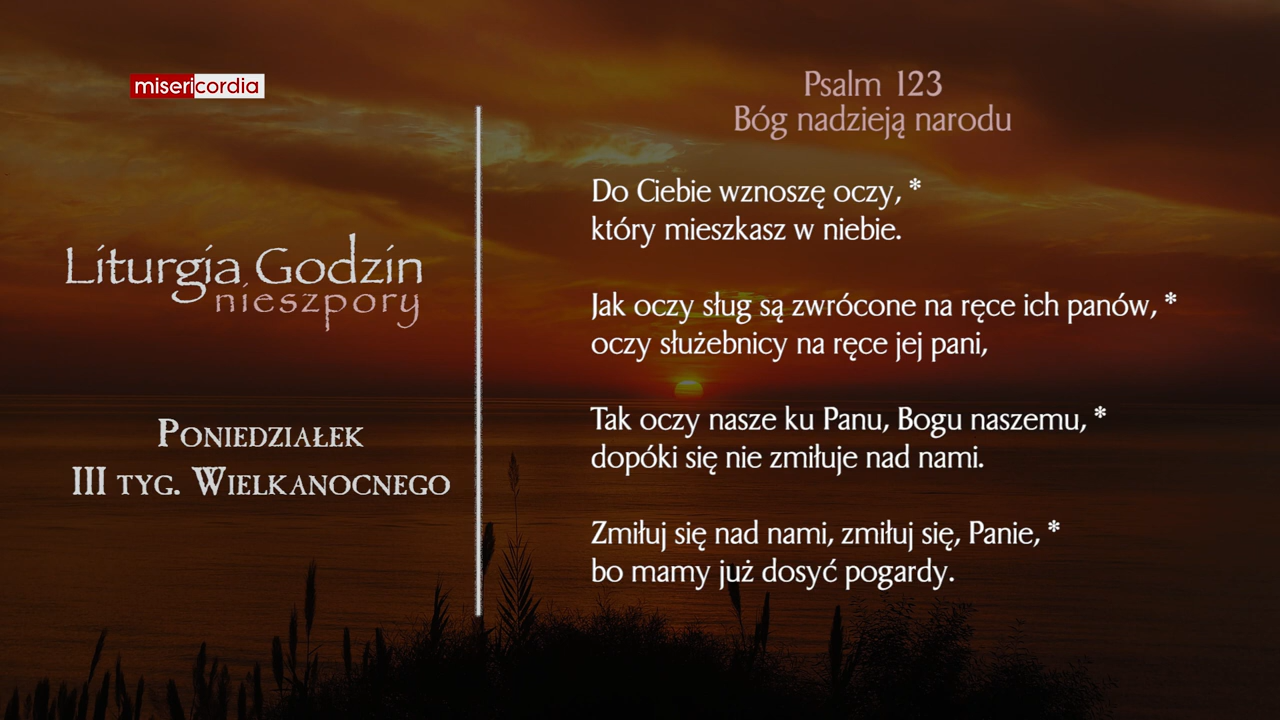 misericordia
Liturgia Godzin
nieszpory
Poniedziałek
III tyg. Wielkanocnego
Psalm 123
Bóg nadzieją narodu
Do Ciebie wznoszę oczy, *
który mieszkasz w niebie.
Jak oczy sług są zwrócone na ręce ich panów, *
oczy służebnicy na ręce jej pani,
Tak oczy nasze ku Panu, Bogu naszemu, *
dopóki się nie zmiłuje nad nami.
Zmiłuj się nad nami, zmiłuj się, Panie, *
bo mamy już dosyć pogardy.